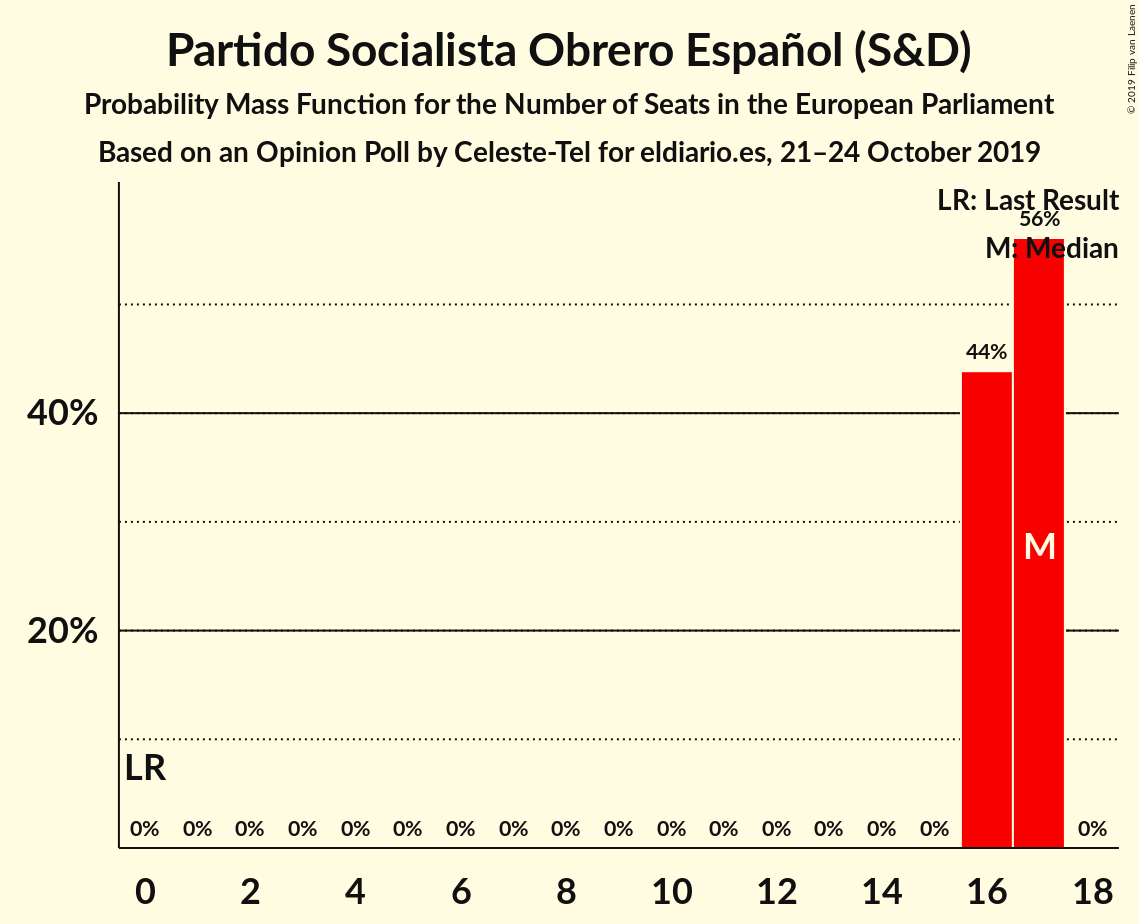 Partido Socialista Obrero Español (S&D)
Probability Mass Function for the Number of Seats in the European Parliament
Based on an Opinion Poll by Celeste-Tel for eldiario.es, 21–24 October 2019
© 2019 Filip van Laenen
LR: Last Result
56%
M: Median
44%
40%
M
20%
LR
0% 0% 0% 0% 0% 0% 0% 0% 0% 0% 0% 0% 0% 0% 0% 0% 0%
0 2 4 6 8 10 12 14 16 18